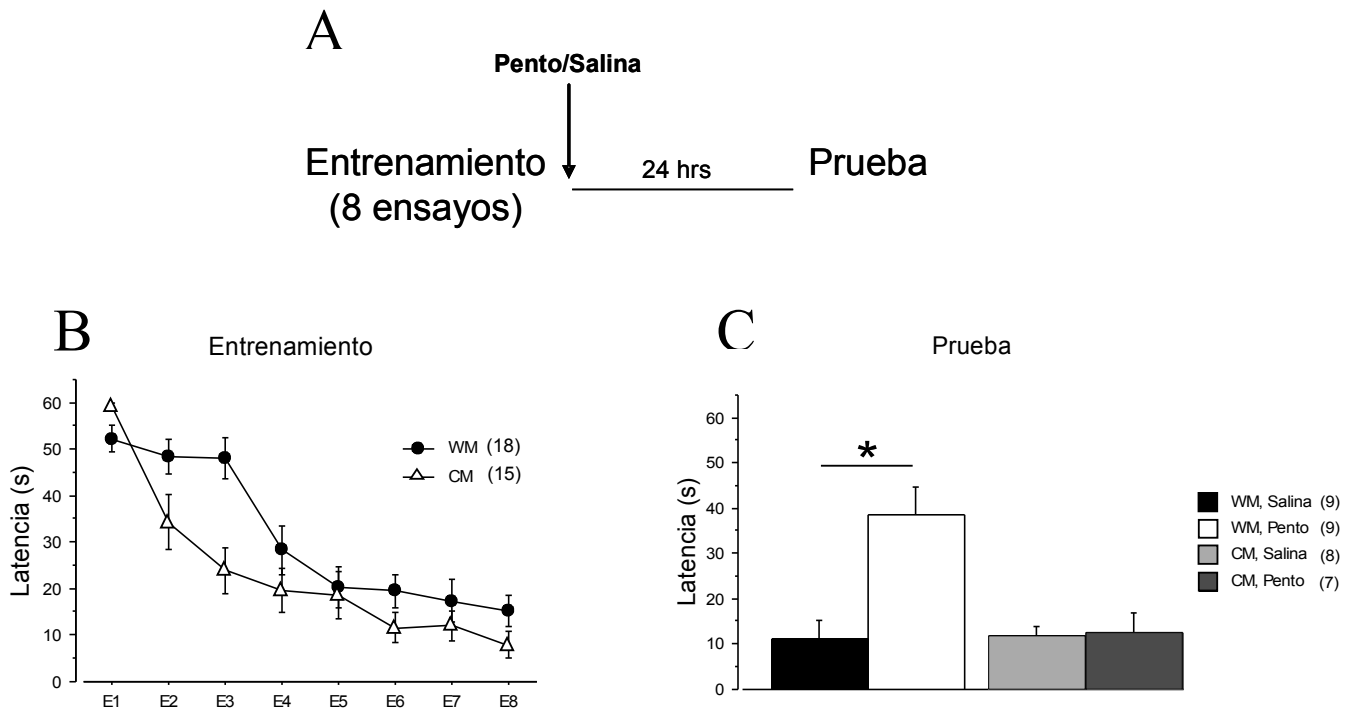 A
Pento/Salina
Entrenamiento
(8 ensayos)
24 hrs
Prueba
B
Entrenamiento
Latencia (s)
60
50
40
30
20
10
0
E1 E2 E3 E4 E5 E6 E7 E8
WM (18)
CM (15)
C
Prueba
Latencia (s)
60
50
40
30
20
10
0
*
WM, Salina (9)
WM, Pento (9)
CM, Salina (8)
CM, Pento (7)